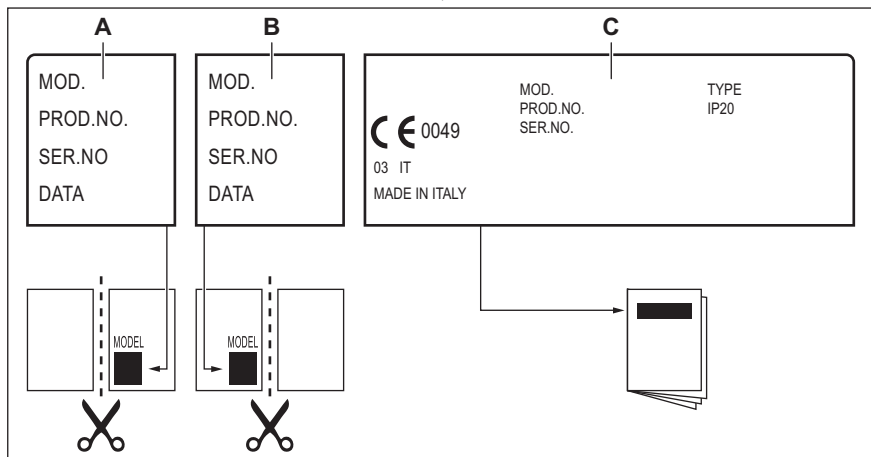 A
B
C
MOD.
PROD.NO.
SER.NO
DATA
MOD.
PROD.NO.
SER.NO
DATA
MOD.
PROD.NO.
SER.NO.
TYPE
IP20
CE 0049
03 IT
MADE IN ITALY
MODEL
MODEL